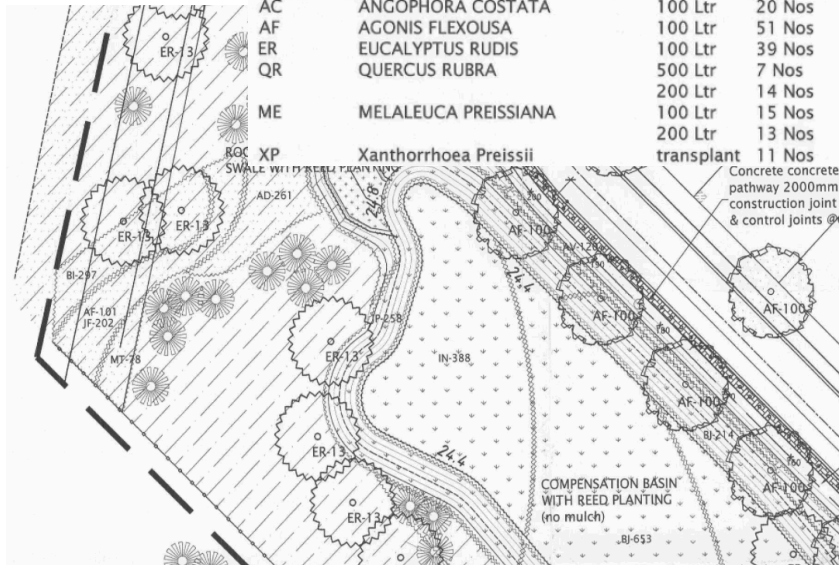 AC ANGOPHORA COSTATA 100 Ltr 20 Nos
AF AGONIS FLEXOUSA 100 Ltr 51 Nos
ER EUCALYPTUS RUDIS 100 Ltr 39 Nos
QR QUERCUS RUBRA 500 Ltr 7 Nos
200 Ltr 14 Nos
ME MELALEUCA PREISSIANA 100 Ltr 15 Nos
200 Ltr 13 Nos
XP Xanthorrhoea Preissii transplant 11 Nos
ER-13
SWALE WITH REED PLANTING
AD-261
24.8
Concrete concrete
pathway 2000mm
construction joint
& control joints
ER-13
ER-13
AF-100
AV-128
24.4
BI-297
AF-101
JF-202
AF-100
AF-100
JP-258
MT-78
ER-13
IN-388
AF-100
BJ-214
ER-13
24.4
AF-100
COMPENSATION BASIN
WITH REED PLANTING
(no mulch)
ER-13
BJ-653